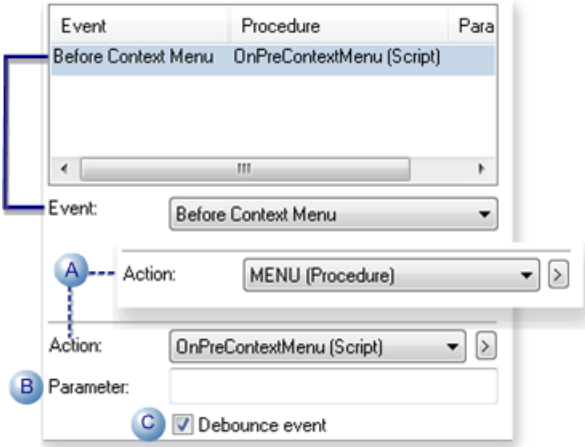 Event Procedure Para
Before Context Menu OnPreContextMenu (Script)
Event: Before Context Menu
A Action: MENU (Procedure) >
Action: OnPreContextMenu (Script) >
B Parameter:
C Debounce event